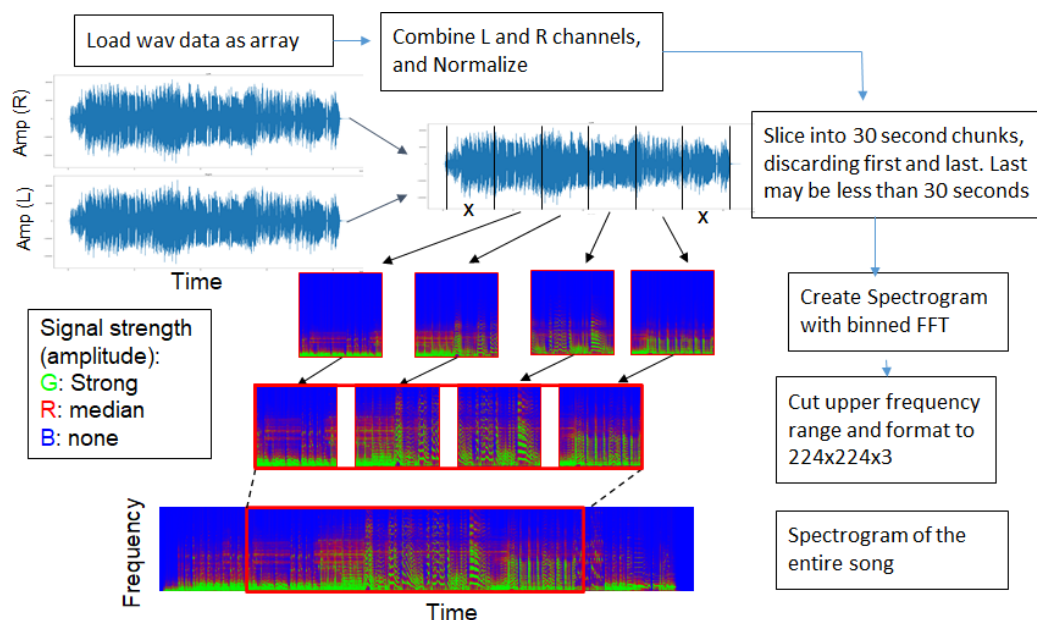 Load wav data as array
Combine L and R channels,
and Normalize
Amp (R)
Amp (L)
Time
X
X
Slice into 30 second chunks,
discarding first and last. Last
may be less than 30 seconds
Signal strength
(amplitude):
G: Strong
R: median
B: none
Create Spectrogram
with binned FFT
Cut upper frequency
range and format to
224x224x3
Frequency
Time
Spectrogram of the
entire song